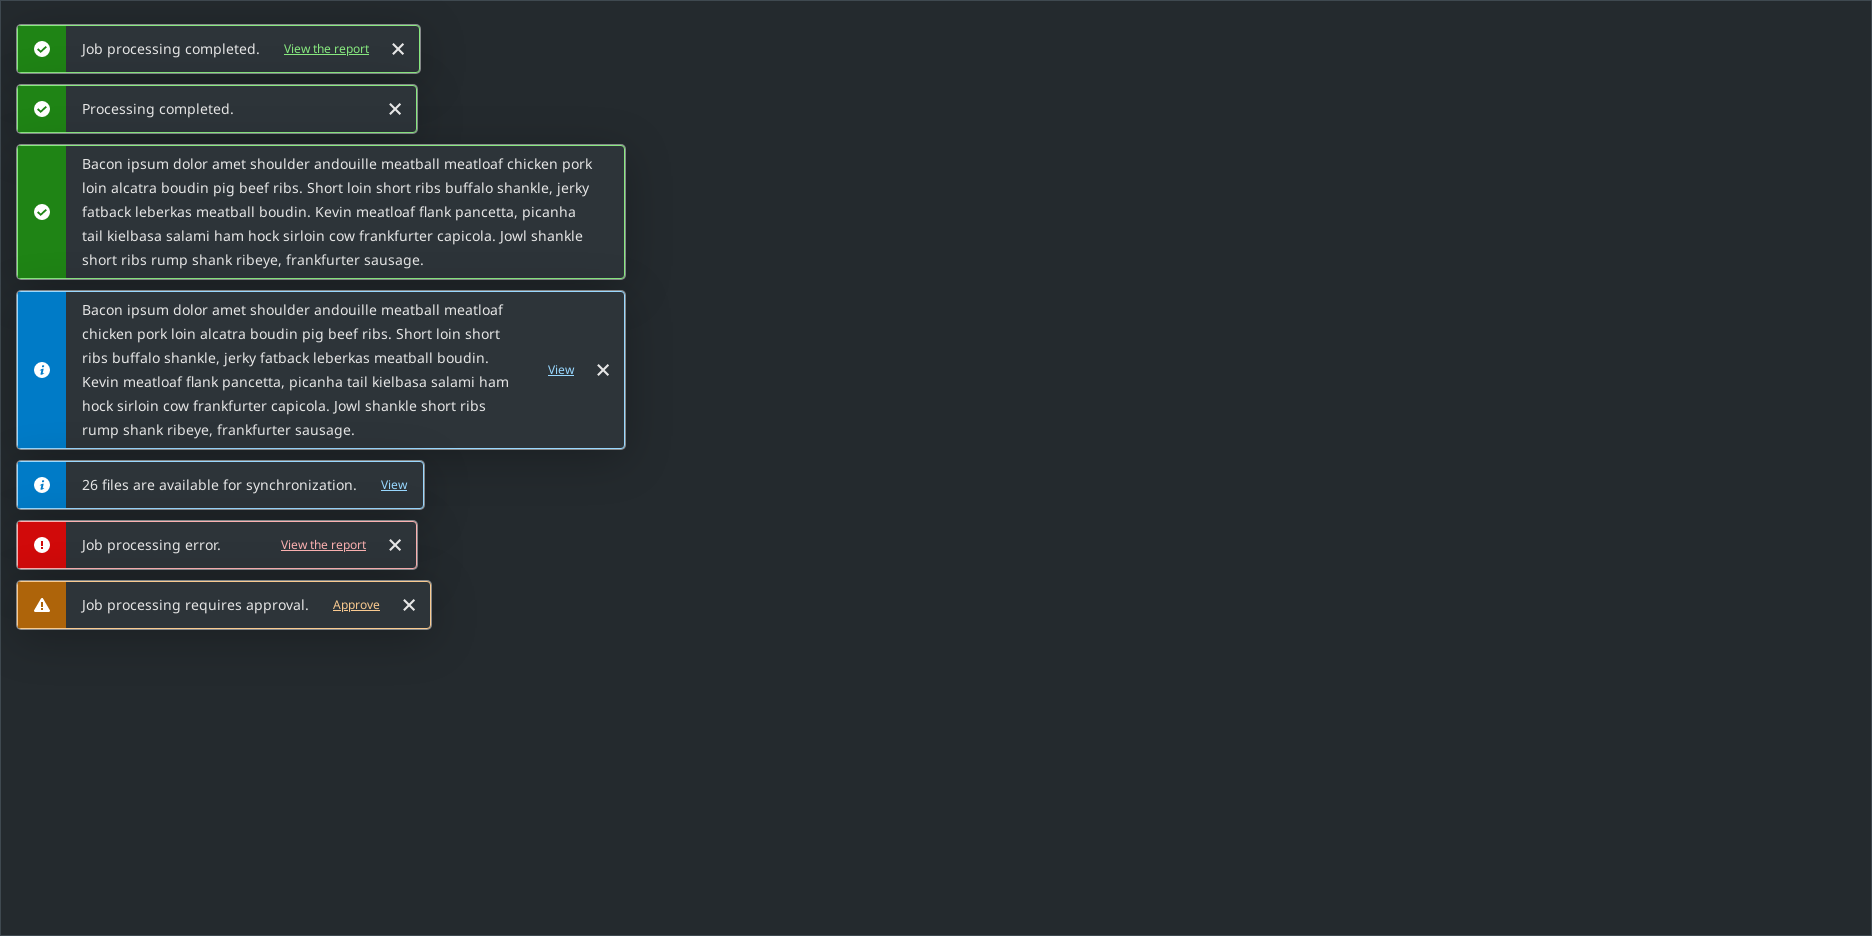 Job processing completed. View the report
Processing completed.
Bacon ipsum dolor amet shoulder andouille meatball meatloaf chicken pork
loin alcatra boudin pig beef ribs. Short loin short ribs buffalo shankle, jerky
fatback leberkas meatball boudin. Kevin meatloaf flank pancetta, picanha
tail kielbasa salami ham hock sirloin cow frankfurter capicola. Jowl shankle
short ribs rump shank ribeye, frankfurter sausage.
Bacon ipsum dolor amet shoulder andouille meatball meatloaf
chicken pork loin alcatra boudin pig beef ribs. Short loin short
ribs buffalo shankle, jerky fatback leberkas meatball boudin.
Kevin meatloaf flank pancetta, picanha tail kielbasa salami ham
hock sirloin cow frankfurter capicola. Jowl shankle short ribs
rump shank ribeye, frankfurter sausage.
View
26 files are available for synchronization. View
Job processing error. View the report
Job processing requires approval. Approve